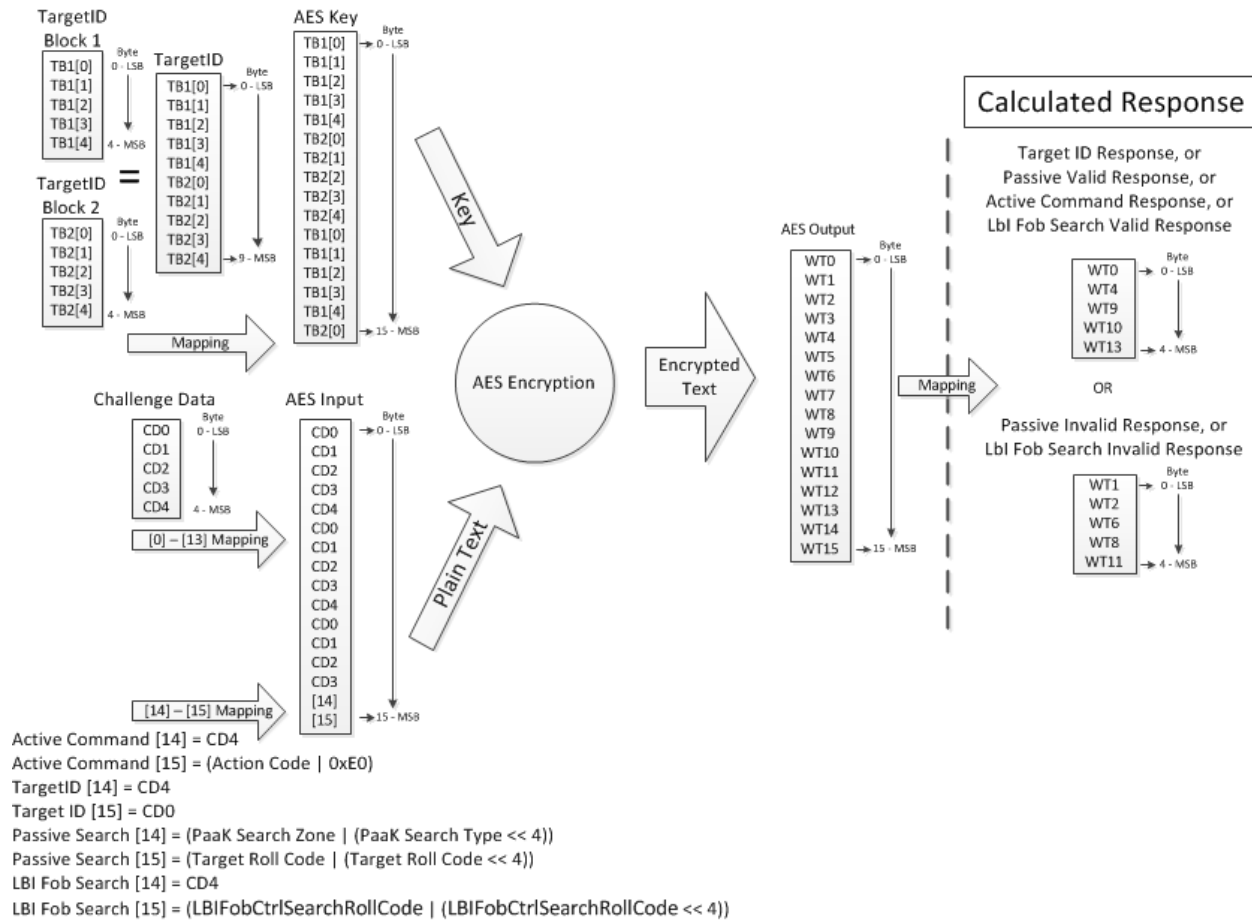 TargetID
Block 1
Byte
0 - LSB
TB1[0]
TB1[1]
TB1[2]
TB1[3]
TB1[4]
4 - MSB
=
TargetID
Block 2
Byte
0 - LSB
TB2[0]
TB2[1]
TB2[2]
TB2[3]
TB2[4]
4 - MSB
TargetID
Byte
0 - LSB
TB1[0]
TB1[1]
TB1[2]
TB1[3]
TB1[4]
TB2[0]
TB2[1]
TB2[2]
TB2[3]
TB2[4]
9 - MSB
Mapping
AES Key
Byte
0 - LSB
TB1[0]
TB1[1]
TB1[2]
TB1[3]
TB1[4]
TB2[0]
TB2[1]
TB2[2]
TB2[3]
TB2[4]
TB1[0]
TB1[1]
TB1[2]
TB1[3]
TB1[4]
TB2[0]
15 - MSB
Key
Challenge Data
Byte
0 - LSB
CD0
CD1
CD2
CD3
CD4
4 - MSB
[0] – [13] Mapping
[14] – [15] Mapping
AES Input
Byte
0 - LSB
CD0
CD1
CD2
CD3
CD4
CD0
CD1
CD2
CD3
CD4
CD0
CD1
CD2
CD3
[14]
[15]
15 - MSB
Plain Text
AES Encryption
Encrypted
Text
AES Output
Byte
0 - LSB
WT0
WT1
WT2
WT3
WT4
WT5
WT6
WT7
WT8
WT9
WT10
WT11
WT12
WT13
WT14
WT15
15 - MSB
Mapping
Calculated Response
Target ID Response, or
Passive Valid Response, or
Active Command Response, or
LbI Fob Search Valid Response
Byte
0 - LSB
WT0
WT4
WT9
WT10
WT13
4 - MSB
OR
Passive Invalid Response, or
LbI Fob Search Invalid Response
Byte
0 - LSB
WT1
WT2
WT6
WT8
WT11
4 - MSB
Active Command [14] = CD4
Active Command [15] = (Action Code | 0xE0)
TargetID [14] = CD4
Target ID [15] = CD0
Passive Search [14] = (PaaK Search Zone | (PaaK Search Type << 4))
Passive Search [15] = (Target Roll Code | (Target Roll Code << 4))
LBI Fob Search [14] = CD4
LBI Fob Search [15] = (LBIFobCtrlSearchRollCode | (LBIFobCtrlSearchRollCode << 4))